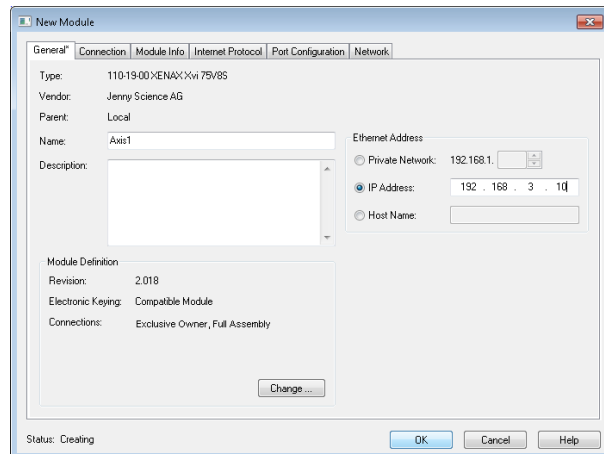 New Module
General* Connection Module Info Internet Protocol Port Configuration Network
Type: 110-19-00 XENAX Xvi 75V8S
Vendor: Jenny Science AG
Parent: Local
Name: Axis1
Description:
Ethernet Address
Private Network: 192.168.1.
IP Address: 192 . 168 . 3 . 10
Host Name:
Module Definition
Revision: 2.018
Electronic Keying: Compatible Module
Connections: Exclusive Owner, Full Assembly
Change ...
Status: Creating
OK Cancel Help